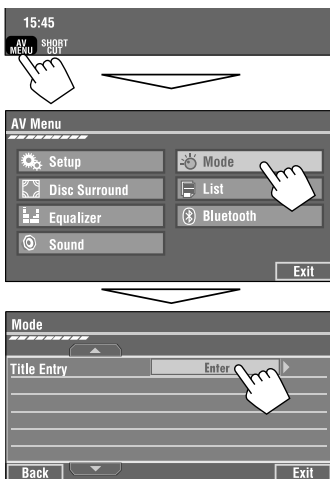 15:45
AV MENU SHORT CUT
AV Menu
Setup
Mode
Disc Surround
List
Equalizer
Bluetooth
Sound
Exit
Mode
Title Entry
Enter
Back
Exit